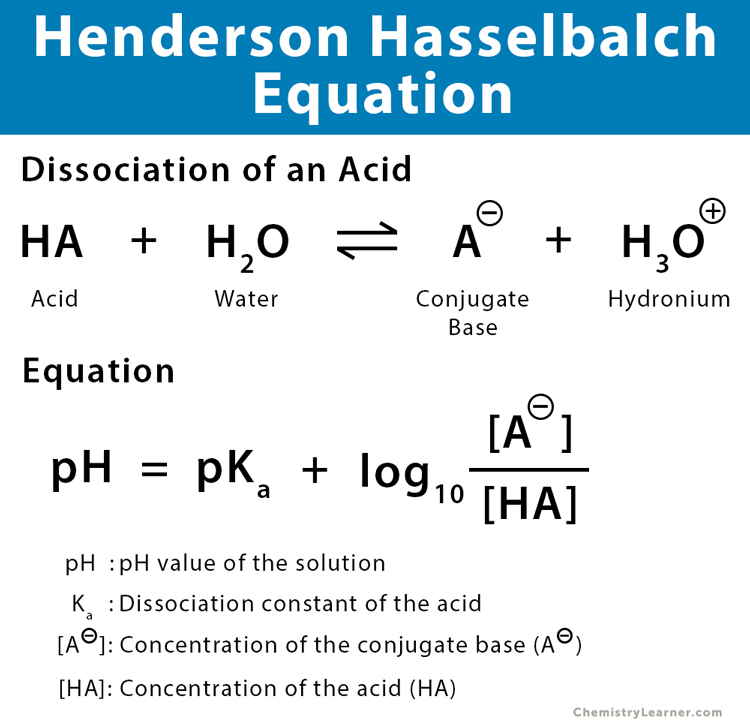 Henderson Hasselbalch
Equation
Dissociation of an Acid
HA + H₂O ⇌ A⊖ + H₃O⊕
Acid Water Conjugate Base Hydronium
Equation
pH = pKₐ + log₁₀ [A⊖] / [HA]
pH : pH value of the solution
Kₐ : Dissociation constant of the acid
[A⊖]: Concentration of the conjugate base (A⊖)
[HA]: Concentration of the acid (HA)
ChemistryLearner.com